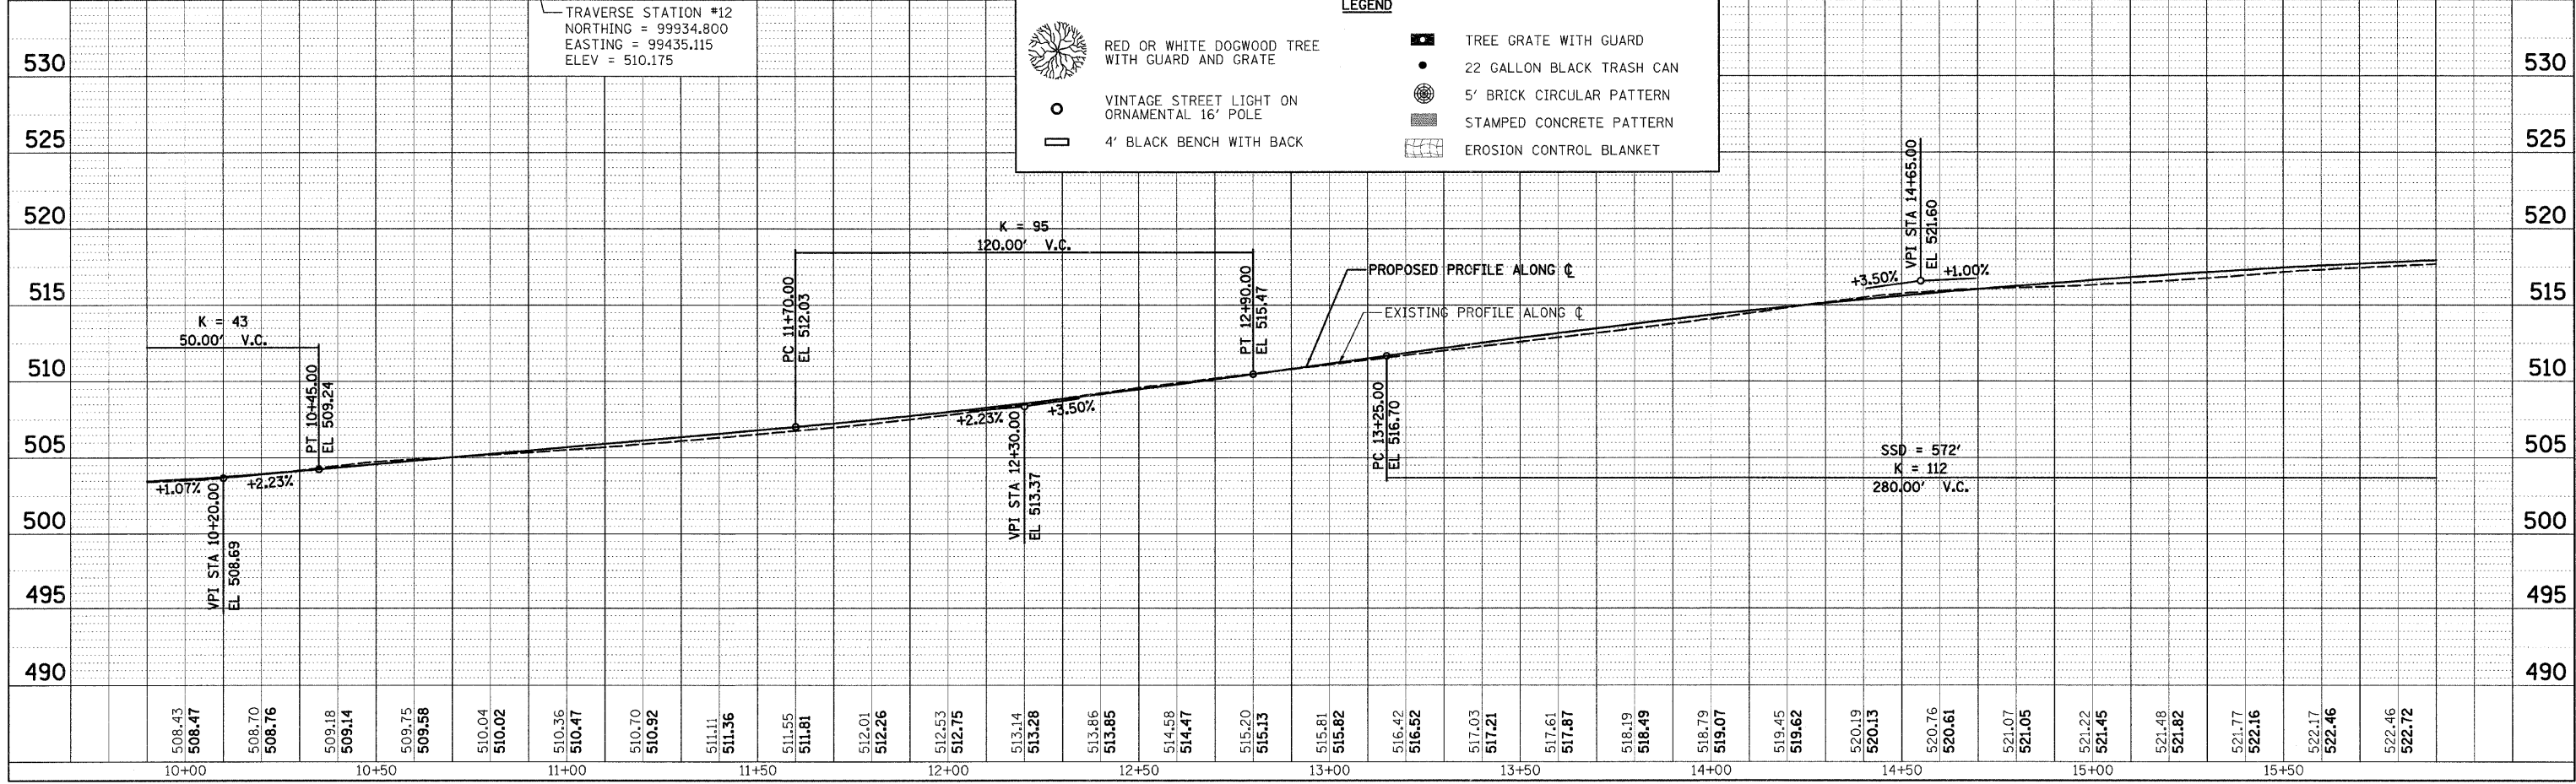 TRAVERSE STATION #12
NORTHING = 99934.800
EASTING = 99435.115
ELEV = 510.175
LEGEND
RED OR WHITE DOGWOOD TREE
WITH GUARD AND GRATE
VINTAGE STREET LIGHT ON
ORNAMENTAL 16' POLE
4' BLACK BENCH WITH BACK
TREE GRATE WITH GUARD
22 GALLON BLACK TRASH CAN
5' BRICK CIRCULAR PATTERN
STAMPED CONCRETE PATTERN
EROSION CONTROL BLANKET
530
525
520
515
510
505
500
495
490
530
525
520
515
510
505
500
495
490
K = 43
50.00' V.C.
PT 10+45.00
EL 509.24
+1.07%
+2.23%
VPI STA 10+20.00
EL 508.69
K = 95
120.00' V.C.
PC 11+70.00
EL 512.03
PT 12+90.00
EL 515.47
+2.23%
+3.50%
VPI STA 12+30.00
EL 513.37
PROPOSED PROFILE ALONG ℄
EXISTING PROFILE ALONG ℄
PC 13+25.00
EL 516.70
VPI STA 14+65.00
EL 521.60
+3.50%
+1.00%
SSD = 572'
K = 112
280.00' V.C.
508.43
508.47
508.70
508.76
509.18
509.14
509.75
509.58
510.04
510.02
510.36
510.47
510.70
510.92
511.11
511.36
511.55
511.81
512.01
512.26
512.53
512.75
513.14
513.28
513.86
513.85
514.58
514.47
515.20
515.13
515.81
515.82
516.42
516.52
517.03
517.21
517.61
517.87
518.19
518.49
518.79
519.07
519.45
519.62
520.19
520.13
520.76
520.61
521.07
521.05
521.22
521.45
521.48
521.82
521.77
522.16
522.17
522.46
522.46
522.72
10+00
10+50
11+00
11+50
12+00
12+50
13+00
13+50
14+00
14+50
15+00
15+50